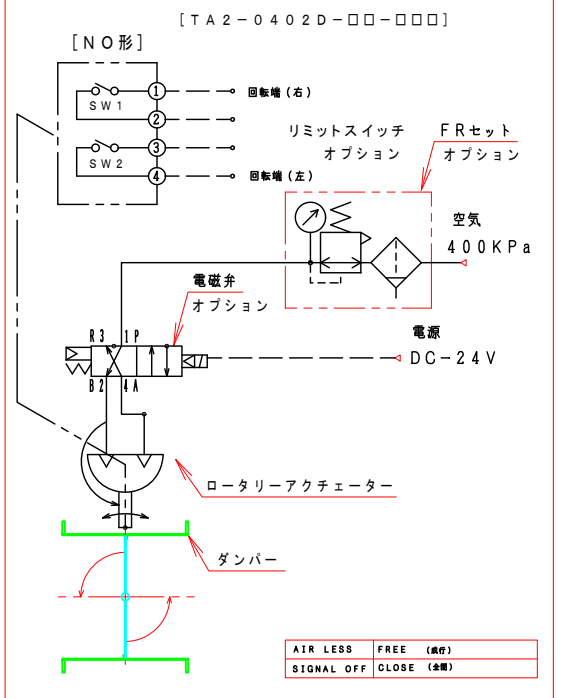 [TA2-0402D-□□-□□□]
[NO形]
SW1
SW2
①
②
③
④
回転端(右)
回転端(左)
リミットスイッチ
オプション
FRセット
オプション
空気
400KPa
電磁弁
オプション
電源
DC-24V
R3 1P
B2 4A
ロータリーアクチェーター
ダンパー
AIR LESS FREE (成行)
SIGNAL OFF CLOSE (全閉)